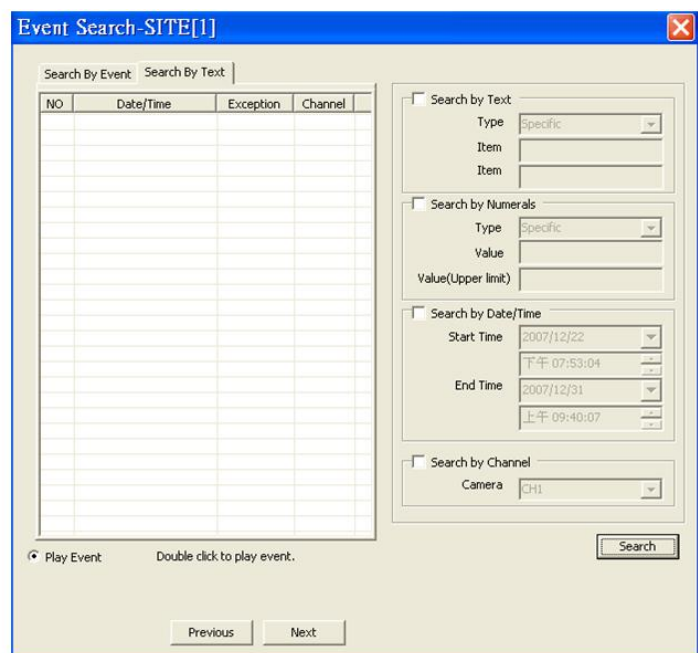 Event Search-SITE[1]
Search By Event Search By Text
NO Date/Time Exception Channel
Search by Text
Type Specific
Item
Item
Search by Numerals
Type Specific
Value
Value(Upper limit)
Search by Date/Time
Start Time 2007/12/22
下午 07:53:04
End Time 2007/12/31
上午 09:40:07
Search by Channel
Camera CH1
Search
Play Event Double click to play event.
Previous Next